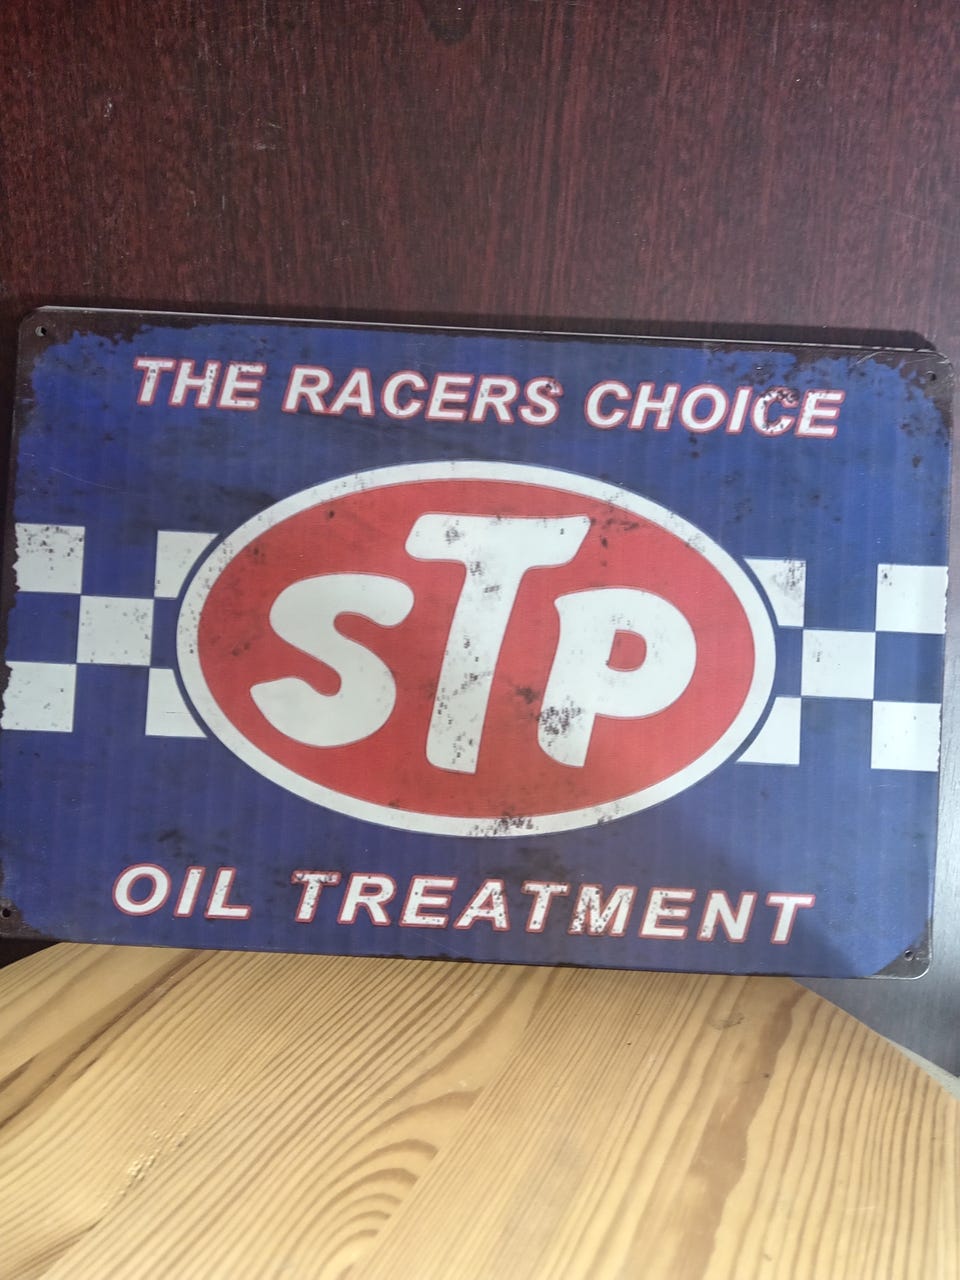 THE RACERS CHOICE
STP
OIL TREATMENT